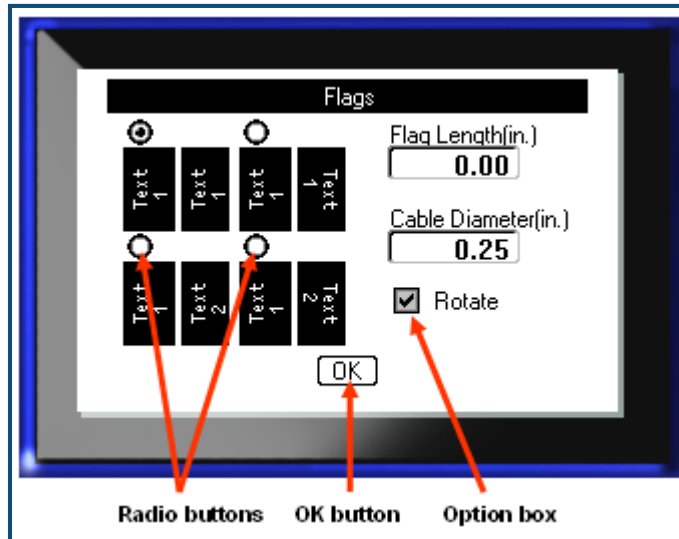 Flags
Flag Length(in.)
0.00
Text 1 Text 1 Text 1 Text 1
Cable Diameter(in.)
0.25
Text 1 Text 2 Text 1 Text 2
Rotate
OK
Radio buttons OK button Option box